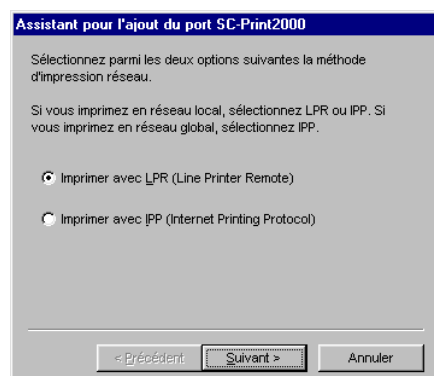 Assistant pour l'ajout du port SC-Print2000
Sélectionnez parmi les deux options suivantes la méthode
d'impression réseau.
Si vous imprimez en réseau local, sélectionnez LPR ou IPP. Si
vous imprimez en réseau global, sélectionnez IPP.
Imprimer avec LPR (Line Printer Remote)
Imprimer avec IPP (Internet Printing Protocol)
< Précédent
Suivant >
Annuler